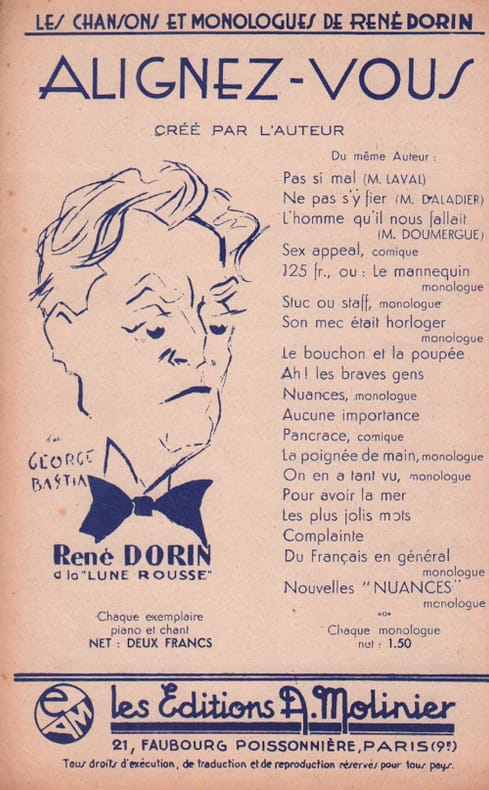 LES CHANSONS ET MONOLOGUES DE RENÉ DORIN
ALIGNEZ-VOUS
CRÉÉ PAR L'AUTEUR
Du même Auteur :
Pas si mal (M. LAVAL)
Ne pas s'y fier (M. DALADIER)
L'homme qu'il nous fallait
(M. DOUMERGUE)
Sex appeal, comique
125 fr., ou : Le mannequin
monologue
Stuc ou staff, monologue
Son mec était horloger
monologue
Le bouchon et la poupée
Ah ! les braves gens
Nuances, monologue
Aucune importance
Pancrace, comique
La poignée de main, monologue
On en a tant vu, monologue
Pour avoir la mer
Les plus jolis mots
Complainte
Du Français en général
monologue
Nouvelles "NUANCES"
monologue
Chaque monologue
net : 1.50
GEORGE
BASTIA
René DORIN
à la "LUNE ROUSSE"
Chaque exemplaire
piano et chant
NET : DEUX FRANCS
eAM
les Editions A. Molinier
21, FAUBOURG POISSONNIÈRE, PARIS (9e)
Tous droits d'exécution, de traduction et de reproduction réservés pour tous pays.